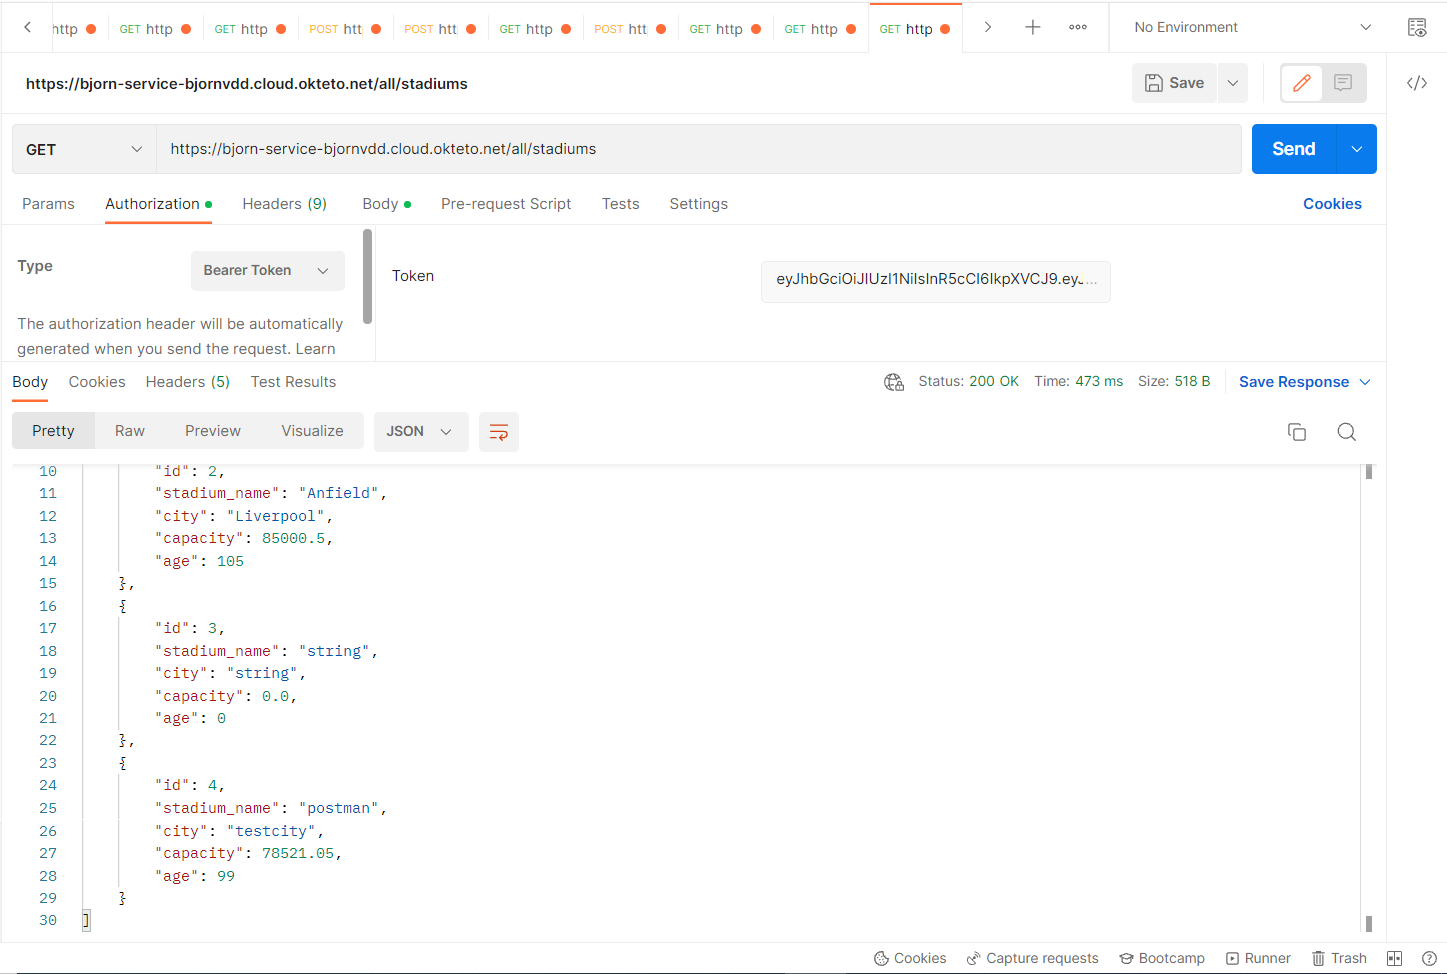 http GET http GET http POST htt POST htt GET http POST htt GET http GET http GET http No Environment
https://bjorn-service-bjornvdd.cloud.okteto.net/all/stadiums Save
GET https://bjorn-service-bjornvdd.cloud.okteto.net/all/stadiums Send
Params Authorization Headers (9) Body Pre-request Script Tests Settings Cookies
Type Bearer Token Token eyJhbGciOiJIUzI1NiIsInR5cCI6IkpXVCJ9.eyJ...
The authorization header will be automatically
generated when you send the request. Learn
Body Cookies Headers (5) Test Results Status: 200 OK Time: 473 ms Size: 518 B Save Response
Pretty Raw Preview Visualize JSON
10 "id": 2,
11 "stadium_name": "Anfield",
12 "city": "Liverpool",
13 "capacity": 85000.5,
14 "age": 105
15 },
16 {
17 "id": 3,
18 "stadium_name": "string",
19 "city": "string",
20 "capacity": 0.0,
21 "age": 0
22 },
23 {
24 "id": 4,
25 "stadium_name": "postman",
26 "city": "testcity",
27 "capacity": 78521.05,
28 "age": 99
29 }
30 ]
Cookies Capture requests Bootcamp Runner Trash